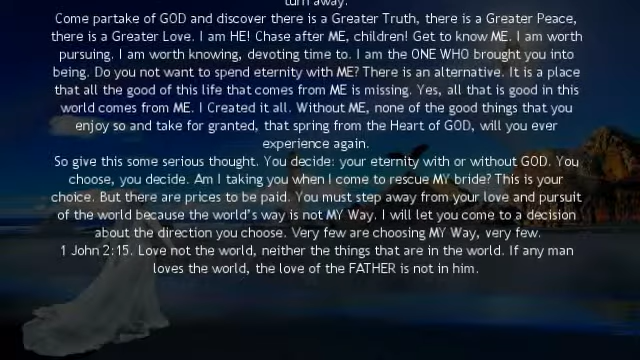 turn away.
Come partake of GOD and discover there is a Greater Truth, there is a Greater Peace,
there is a Greater Love. I am HE! Chase after ME, children! Get to know ME. I am worth
pursuing. I am worth knowing, devoting time to. I am the ONE WHO brought you into
being. Do you not want to spend eternity with ME? There is an alternative. It is a place
that all the good of this life that comes from ME is missing. Yes, all that is good in this
world comes from ME. I Created it all. Without ME, none of the good things that you
enjoy so and take for granted, that spring from the Heart of GOD, will you ever
experience again.
So give this some serious thought. You decide: your eternity with or without GOD. You
choose, you decide. Am I taking you when I come to rescue MY bride? This is your
choice. But there are prices to be paid. You must step away from your love and pursuit
of the world because the world's way is not MY Way. I will let you come to a decision
about the direction you choose. Very few are choosing MY Way, very few.
1 John 2:15. Love not the world, neither the things that are in the world. If any man
loves the world, the love of the FATHER is not in him.